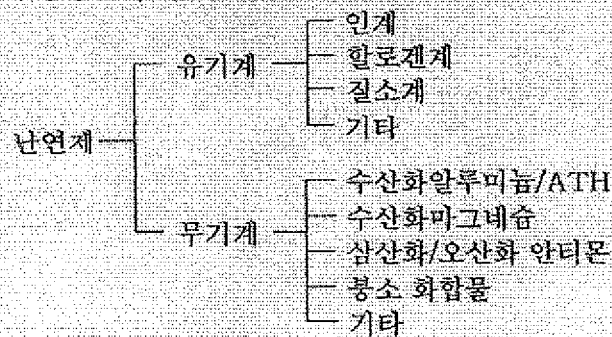 인계
할로젠계
유기계
질소계
기타
난연제
수산화알루미늄/ATH
수산화마그네슘
무기계
삼산화/오산화 안티몬
붕소 화합물
기타